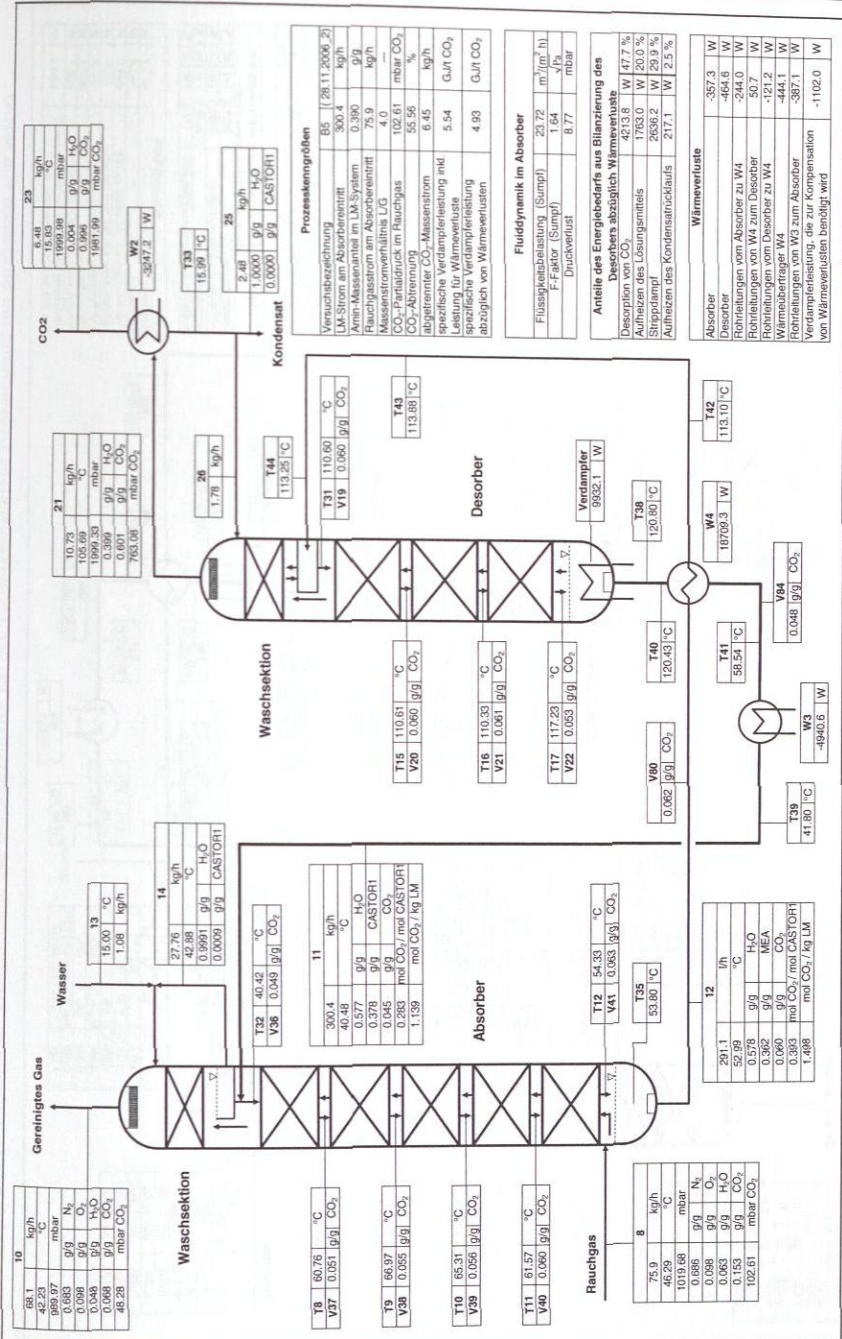 Gereinigtes Gas
10
68.1 kg/h
42.23 °C
989.97 mbar
0.683 g/g N2
0.098 g/g O2
0.048 g/g H2O
0.068 g/g CO2
48.28 mbar CO2
Wasser
13
15.00 °C
1.08 kg/h
14
27.76 kg/h
42.88 °C
0.9991 g/g H2O
0.0009 g/g CASTOR1
Waschsektion
T32 40.42 °C
V36 0.049 g/g CO2
11
300.4 kg/h
40.48 °C
0.577 g/g H2O
0.378 g/g CASTOR1
0.045 g/g CO2
0.283 mol CO2 / mol CASTOR1
1.139 mol CO2 / kg LM
Absorber
T8 60.76 °C
V37 0.051 g/g CO2
T9 66.97 °C
V38 0.055 g/g CO2
T10 65.31 °C
V39 0.056 g/g CO2
T11 61.57 °C
V40 0.060 g/g CO2
T12 54.33 °C
V41 0.063 g/g CO2
T35
53.80 °C
Rauchgas
8
75.9 kg/h
46.29 °C
1019.68 mbar
0.686 g/g N2
0.098 g/g O2
0.063 g/g H2O
0.153 g/g CO2
102.61 mbar CO2
12
291.1 l/h
52.99 °C
0.578 g/g H2O
0.362 g/g MEA
0.060 g/g CO2
0.393 mol CO2 / mol CASTOR1
1.498 mol CO2 / kg LM
21
10.73 kg/h
105.69 °C
1999.33 mbar
0.399 g/g H2O
0.601 g/g CO2
763.08 mbar CO2
CO2
23
6.48 kg/h
15.83 °C
1999.98 mbar
0.004 g/g H2O
0.996 g/g CO2
1981.99 mbar CO2
W2
-3247.2 W
T33
15.09 °C
25
2.48 kg/h
1.0000 g/g H2O
0.0000 g/g CASTOR1
Kondensat
26
1.78 kg/h
T44
113.25 °C
Waschsektion
T31 110.60 °C
V19 0.060 g/g CO2
T43
113.88 °C
Desorber
T15 110.61 °C
V20 0.060 g/g CO2
T16 110.33 °C
V21 0.061 g/g CO2
T17 117.23 °C
V22 0.053 g/g CO2
Verdampfer
9932.1 W
T38
120.80 °C
T40
120.43 °C
V80
0.062 g/g CO2
W4
18709.3 W
T42
113.10 °C
T41
58.54 °C
V84
0.048 g/g CO2
W3
-4940.6 W
T39
41.80 °C
Prozesskenngrößen
Versuchsbezeichnung B5 ( 28.11.2006_2)
LM-Strom am Absorbereintritt 300.4 kg/h
Amin-Massenanteil im LM-System 0.390 g/g
Rauchgasstrom am Absorbereintritt 75.9 kg/h
Massenstromverhältnis L/G 4.0 ---
CO2-Partialdruck im Rauchgas 102.61 mbar CO2
CO2-Abtrennung 55.56 %
abgetrennter CO2-Massenstrom 6.45 kg/h
spezifische Verdampferleistung inkl.
Leistung für Wärmeverluste 5.54 GJ/t CO2
spezifische Verdampferleistung
abzüglich von Wärmeverlusten 4.93 GJ/t CO2
Fluiddynamik im Absorber
Flüssigkeitsbelastung (Sumpf) 23.72 m³/(m² h)
F-Faktor (Sumpf) 1.64 √Pa
Druckverlust 8.77 mbar
Anteile des Energiebedarfs aus Bilanzierung des
Desorbers abzüglich Wärmeverluste
Desorption von CO2 4213.8 W 47.7 %
Aufheizen des Lösungsmittels 1763.0 W 20.0 %
Strippdampf 2636.2 W 29.9 %
Aufheizen des Kondensatrücklaufs 217.1 W 2.5 %
Wärmeverluste
Absorber -357.3 W
Desorber -464.6 W
Rohrleitungen vom Absorber zu W4 -244.0 W
Rohrleitungen von W4 zum Desorber 50.7 W
Rohrleitungen vom Desorber zu W4 -121.2 W
Wärmeübertrager W4 -444.1 W
Rohrleitungen von W3 zum Absorber -387.1 W
Verdampferleistung, die zur Kompensation
von Wärmeverlusten benötigt wird -1102.0 W